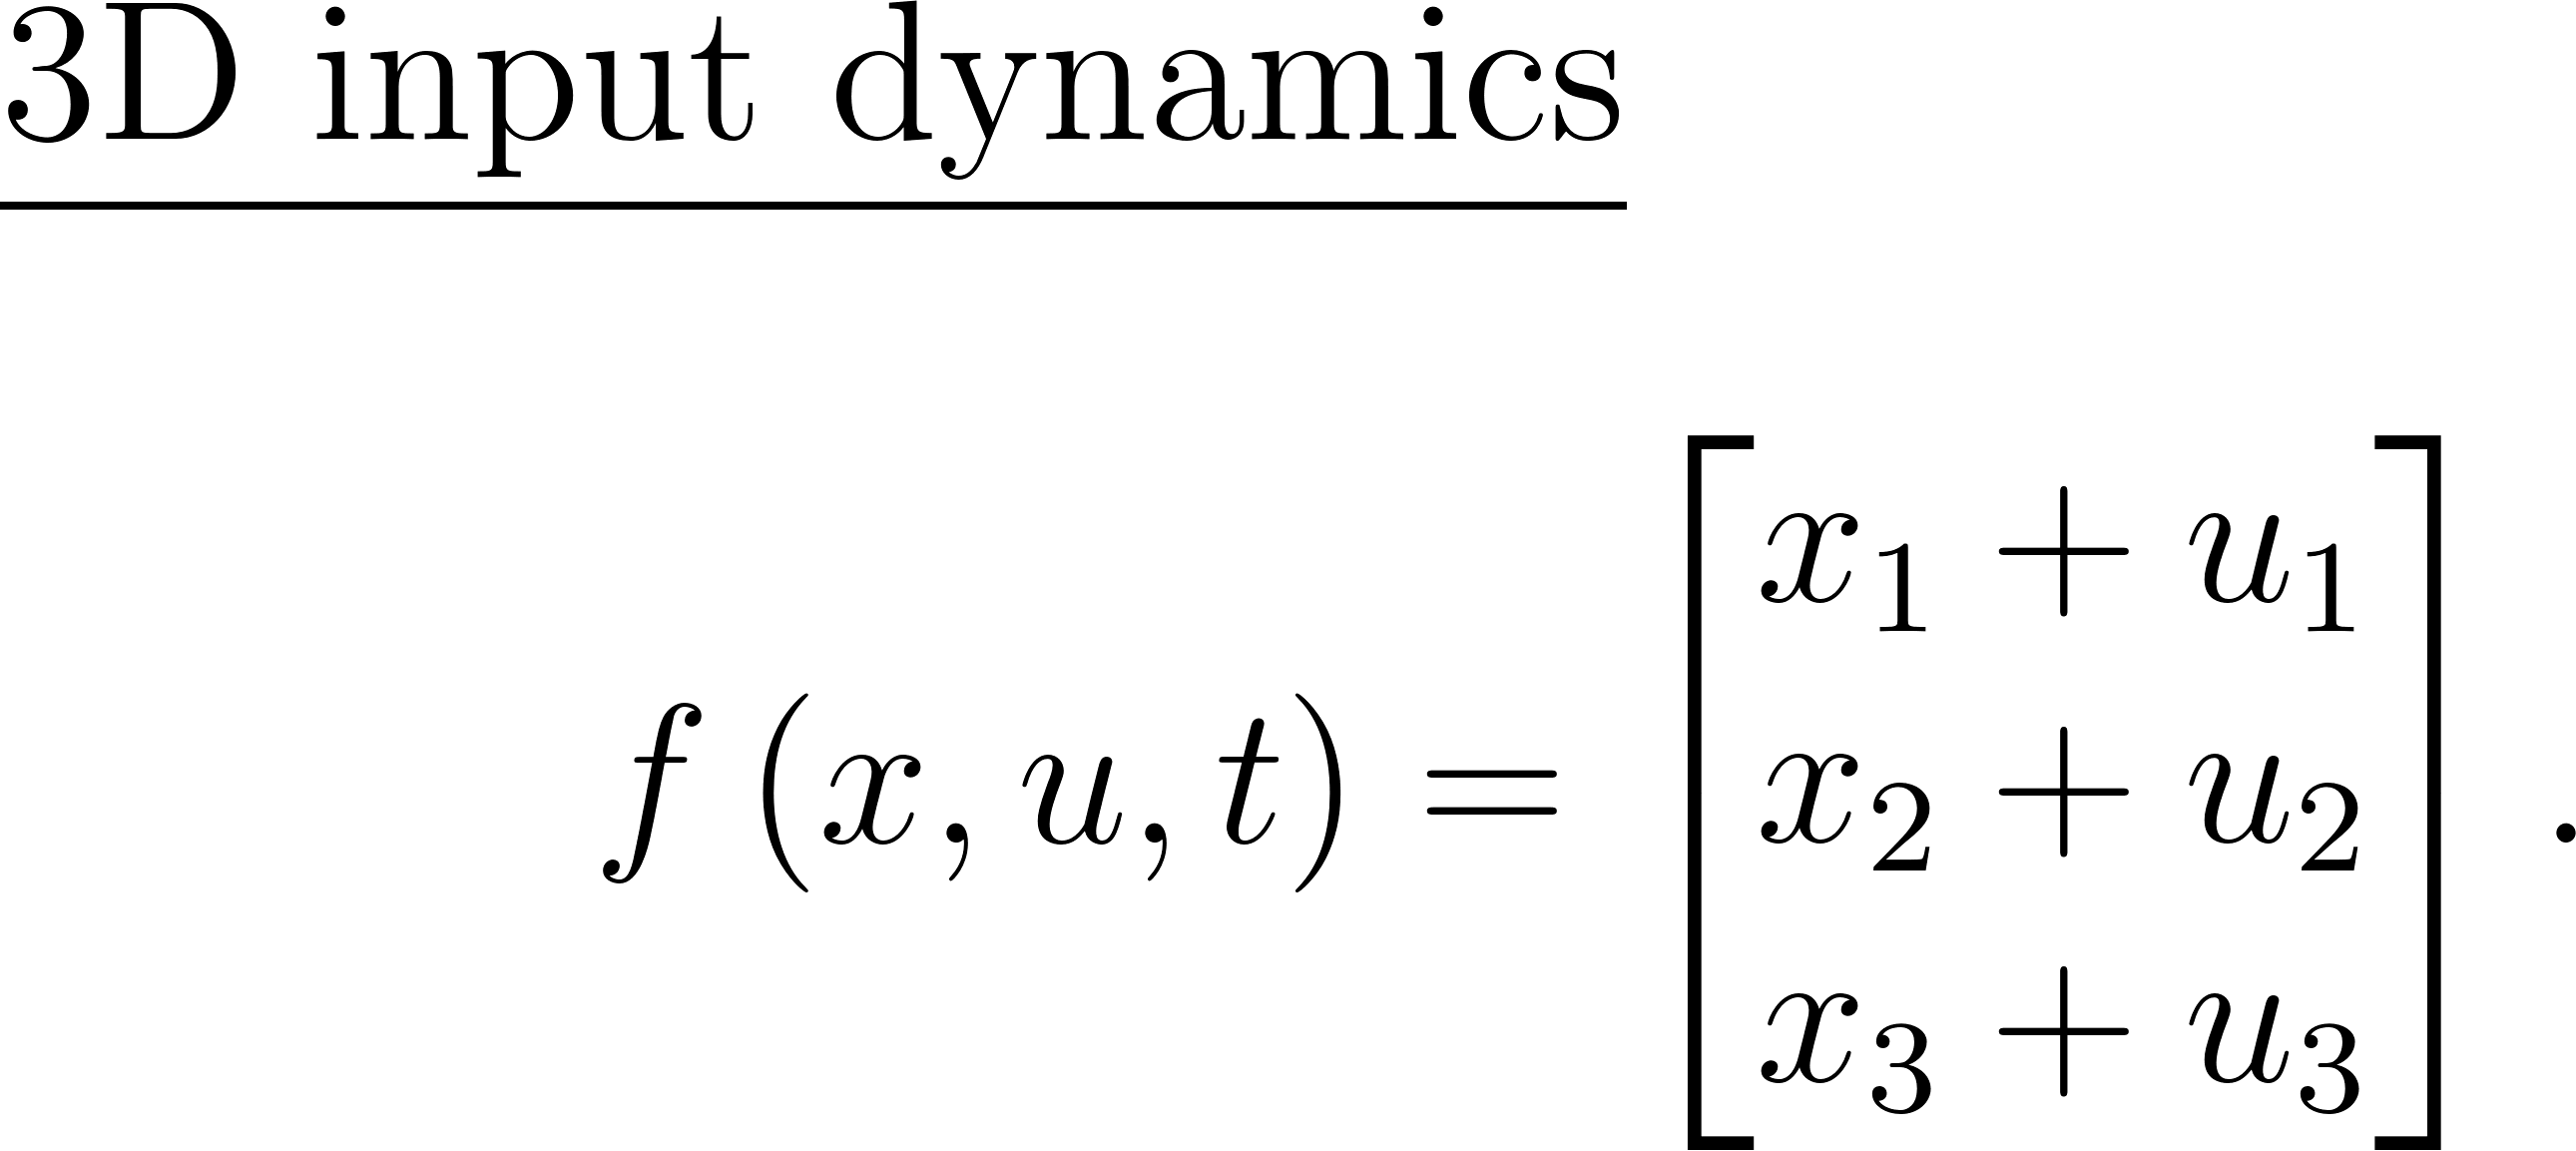 3D input dynamics
f (x, u, t) = [x₁ + u₁
x₂ + u₂
x₃ + u₃] .